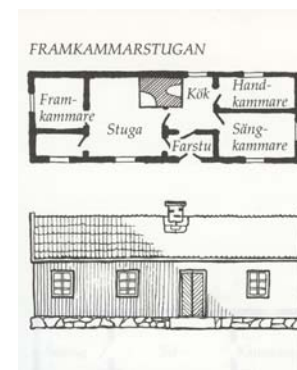 FRAMKAMMARSTUGAN
Fram-
kammare
Stuga
Kök
Hand-
kammare
Farstu
Säng-
kammare